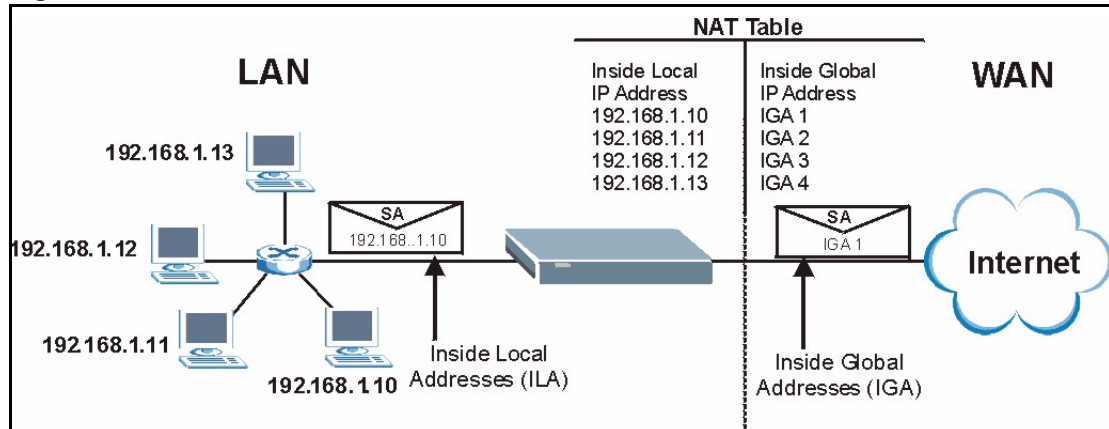 NAT Table
LAN
WAN
Inside Local
IP Address
192.168.1.10
192.168.1.11
192.168.1.12
192.168.1.13
Inside Global
IP Address
IGA 1
IGA 2
IGA 3
IGA 4
192.168.1.13
SA
192.168..1.10
SA
IGA 1
192.168.1.12
Internet
192.168.1.11
192.168.1.10
Inside Local
Addresses (ILA)
Inside Global
Addresses (IGA)